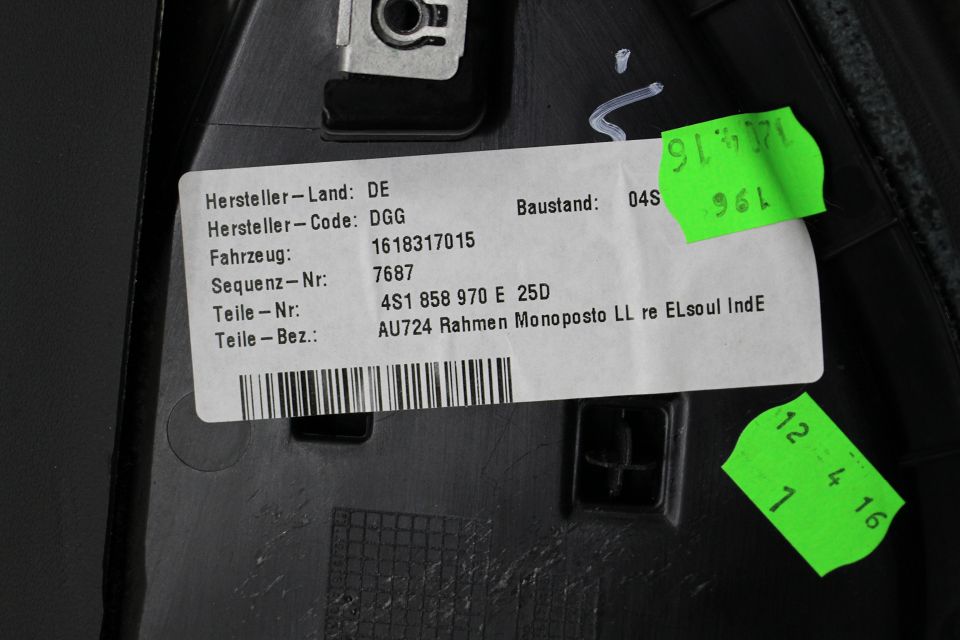 Hersteller-Land: DE
Hersteller-Code: DGG
Baustand: 04S
Fahrzeug: 1618317015
Sequenz-Nr: 7687
Teile-Nr: 4S1 858 970 E 25D
Teile-Bez.: AU724 Rahmen Monoposto LL re ELsoul IndE
196
12 4 16
1